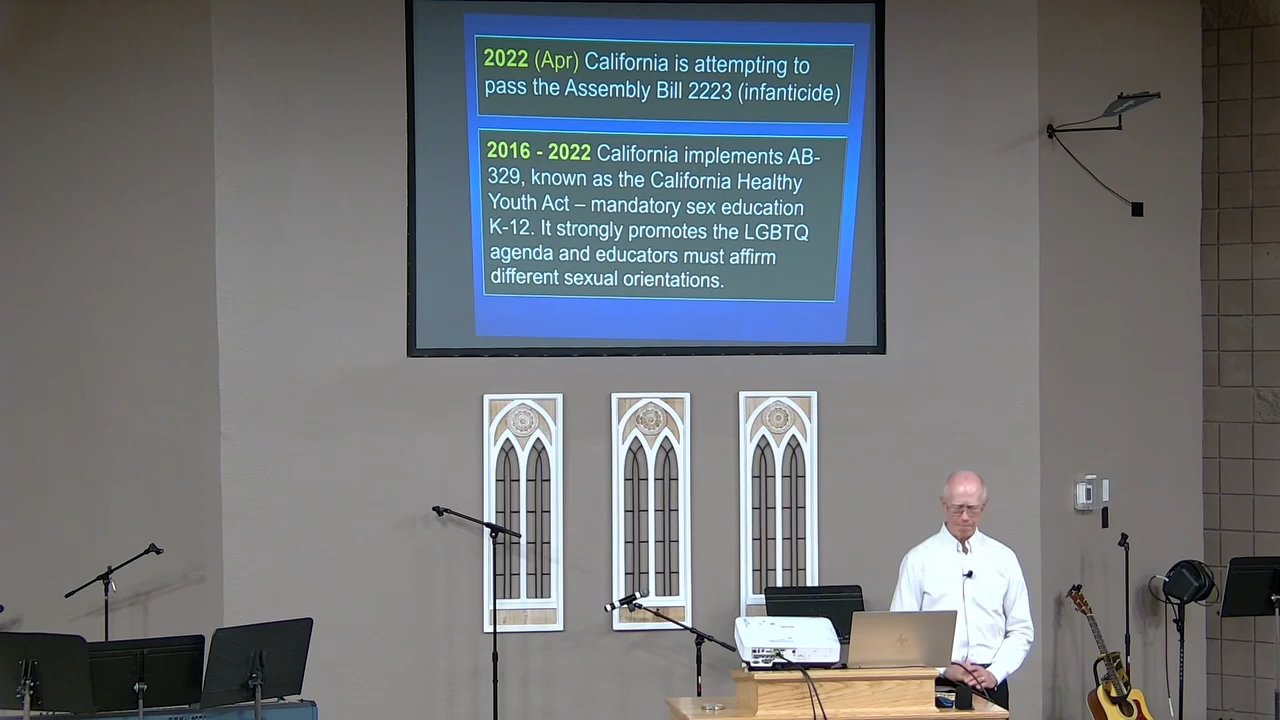 2022 (Apr) California is attempting to
pass the Assembly Bill 2223 (infanticide)
2016 - 2022 California implements AB-
329, known as the California Healthy
Youth Act – mandatory sex education
K-12. It strongly promotes the LGBTQ
agenda and educators must affirm
different sexual orientations.